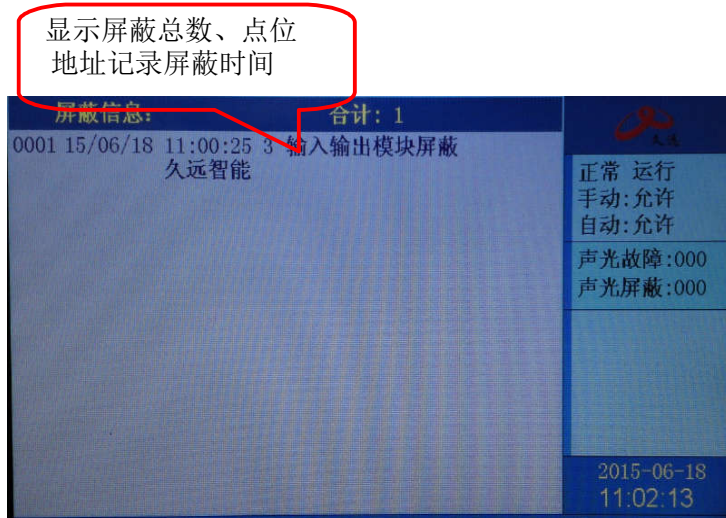 显示屏蔽总数、点位
地址记录屏蔽时间
屏蔽信息: 合计: 1
0001 15/06/18 11:00:25 3 输入输出模块屏蔽
久远智能
久远
正常 运行
手动:允许
自动:允许
声光故障:000
声光屏蔽:000
2015-06-18
11:02:13